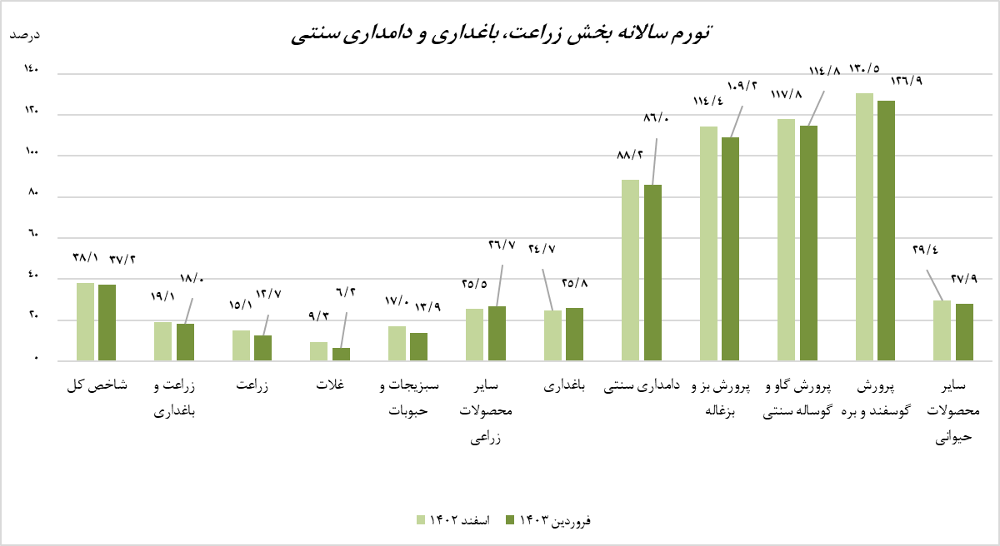 تورم سالانه بخش زراعت، باغداری و دامداری سنتی
درصد
۱۴۰
۱۲۰
۱۰۰
۸۰
۶۰
۴۰
۲۰
۰
۳۸/۱
۳۷/۲
۱۹/۱
۱۸/۰
۱۵/۱
۱۲/۷
۹/۳
۶/۲
۱۷/۰
۱۳/۹
۲۵/۵
۲۶/۷
۲۴/۷
۲۵/۸
۸۸/۲
۸۶/۰
۱۱۴/۴
۱۰۹/۲
۱۱۷/۸
۱۱۴/۸
۱۳۰/۵
۱۲۶/۹
۲۹/۴
۲۷/۹
شاخص کل
زراعت و
باغداری
زراعت
غلات
سبزیجات و
حبوبات
سایر
محصولات
زراعی
باغداری
دامداری سنتی
پرورش بز و
بزغاله
پرورش گاو و
گوساله سنتی
پرورش
گوسفند و بره
سایر
محصولات
حیوانی
اسفند ۱۴۰۲
فروردین ۱۴۰۳